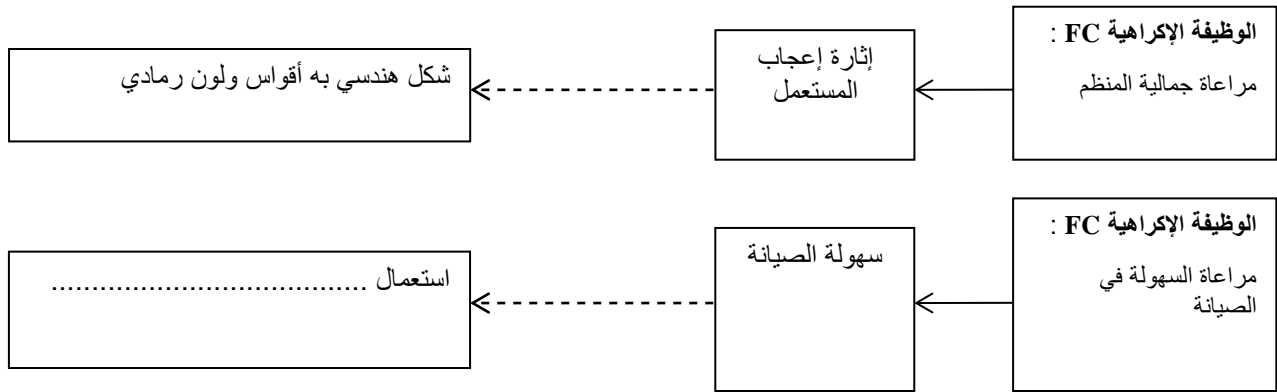 الوظيفة الإكراهية FC :
مراعاة جمالية المنظم
إثارة إعجاب
المستعمل
شكل هندسي به أقواس ولون رمادي
الوظيفة الإكراهية FC :
مراعاة السهولة في
الصيانة
سهولة الصيانة
استعمال .......................................